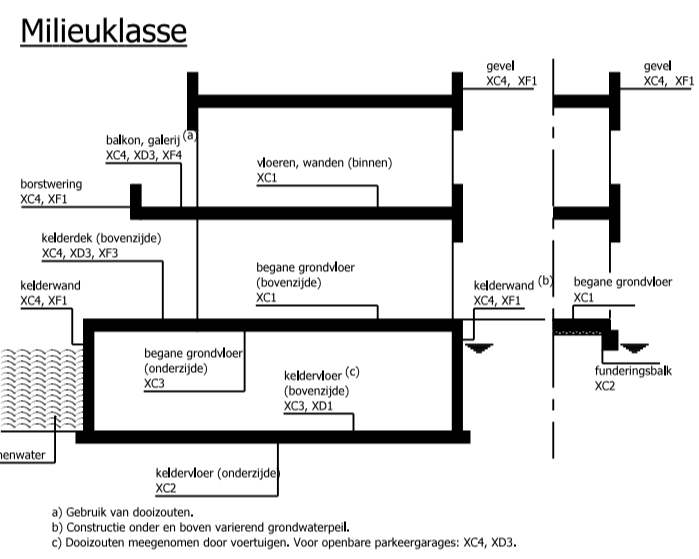 Milieuklasse
gevel
XC4, XF1
gevel
XC4, XF1
balkon, galerij (a)
XC4, XD3, XF4
vloeren, wanden (binnen)
XC1
borstwering
XC4, XF1
kelderdek (bovenzijde)
XC4, XD3, XF3
begane grondvloer
(bovenzijde)
XC1
kelderwand
XC4, XF1
kelderwand (b)
XC4, XF1
begane grondvloer
XC1
begane grondvloer
(onderzijde)
XC3
keldervloer (c)
(bovenzijde)
XC3, XD1
funderingsbalk
XC2
nenwater
keldervloer (onderzijde)
XC2
a) Gebruik van dooizouten.
b) Constructie onder en boven varierend grondwaterpeil.
c) Dooizouten meegenomen door voertuigen. Voor openbare parkeergarages: XC4, XD3.